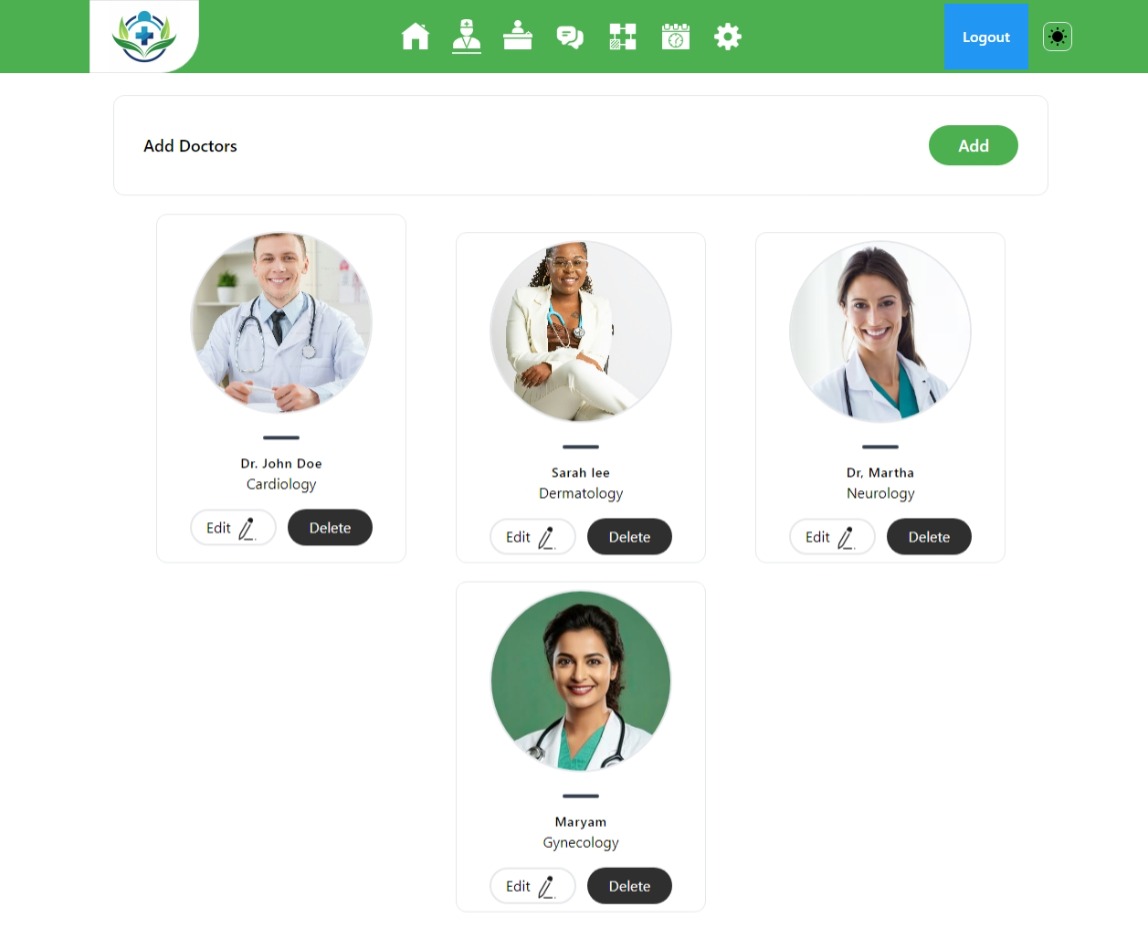 Logout
Add Doctors
Add
Dr. John Doe
Cardiology
Edit
Delete
Sarah lee
Dermatology
Edit
Delete
Dr, Martha
Neurology
Edit
Delete
Maryam
Gynecology
Edit
Delete